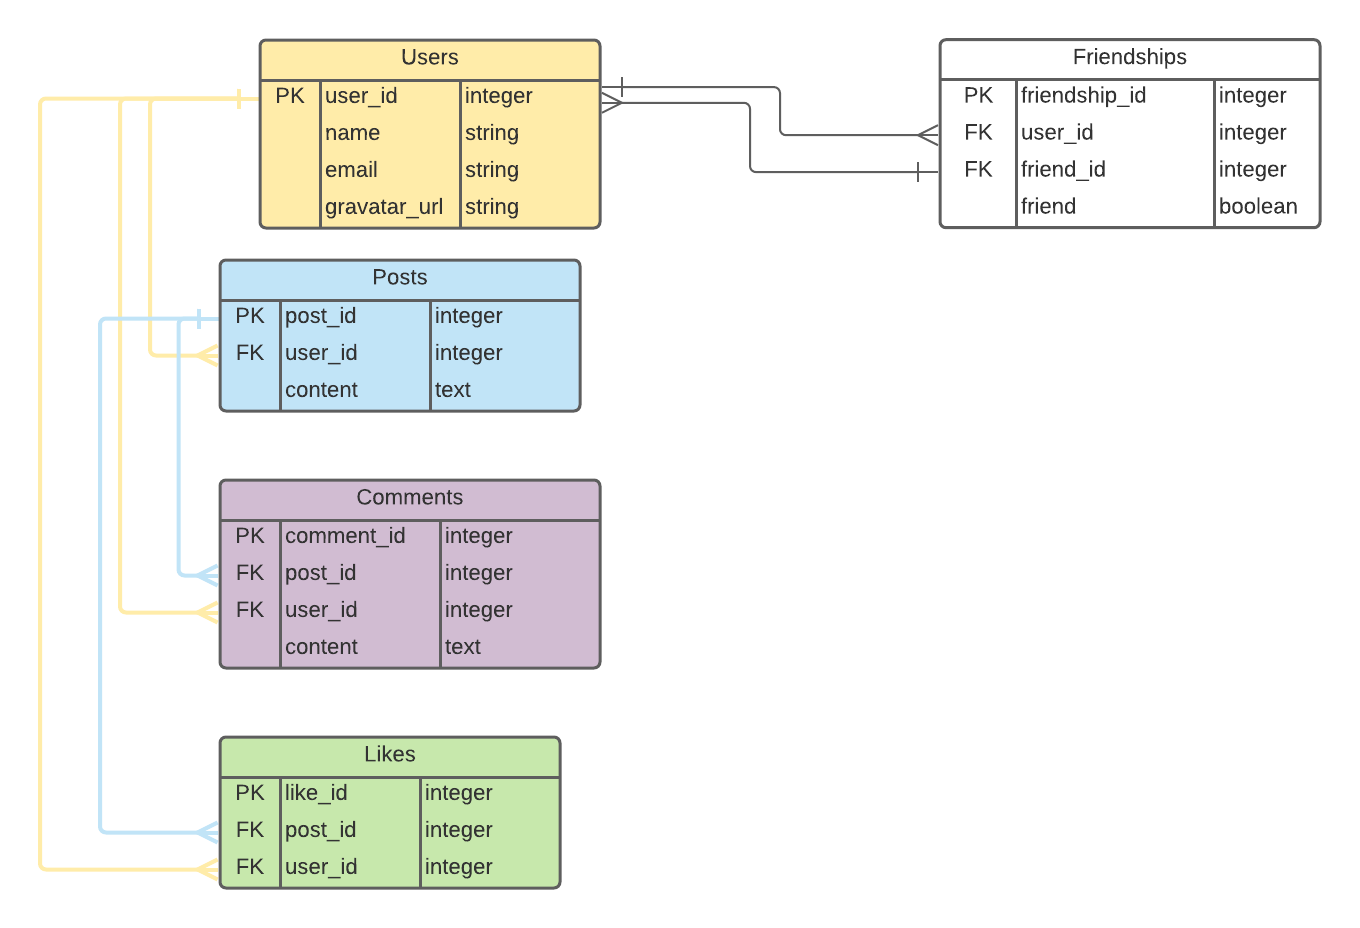 Users
PK user_id integer
name string
email string
gravatar_url string
Friendships
PK friendship_id integer
FK user_id integer
FK friend_id integer
friend boolean
Posts
PK post_id integer
FK user_id integer
content text
Comments
PK comment_id integer
FK post_id integer
FK user_id integer
content text
Likes
PK like_id integer
FK post_id integer
FK user_id integer